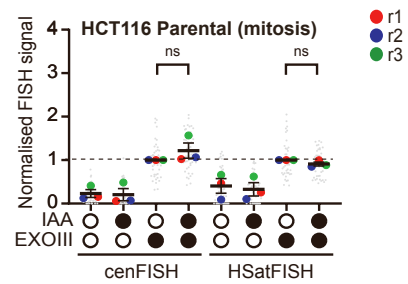 HCT116 Parental (mitosis)
r1
r2
r3
Normalised FISH signal
4
3
2
1
0
ns
ns
IAA
EXOIII
cenFISH
HSatFISH